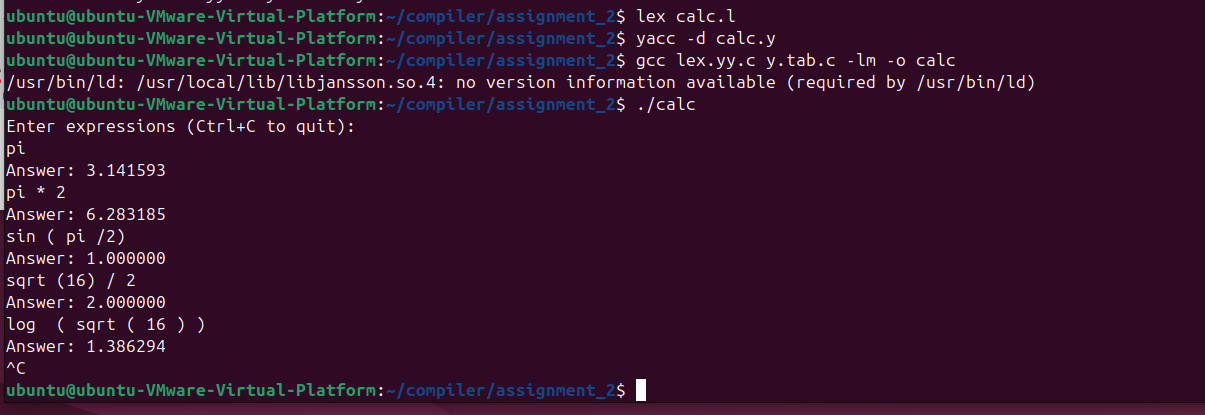 ubuntu@ubuntu-VMware-Virtual-Platform:~/compiler/assignment_2$ lex calc.l
ubuntu@ubuntu-VMware-Virtual-Platform:~/compiler/assignment_2$ yacc -d calc.y
ubuntu@ubuntu-VMware-Virtual-Platform:~/compiler/assignment_2$ gcc lex.yy.c y.tab.c -lm -o calc
/usr/bin/ld: /usr/local/lib/libjansson.so.4: no version information available (required by /usr/bin/ld)
ubuntu@ubuntu-VMware-Virtual-Platform:~/compiler/assignment_2$ ./calc
Enter expressions (Ctrl+C to quit):
pi
Answer: 3.141593
pi * 2
Answer: 6.283185
sin ( pi /2)
Answer: 1.000000
sqrt (16) / 2
Answer: 2.000000
log  ( sqrt ( 16 ) )
Answer: 1.386294
^C
ubuntu@ubuntu-VMware-Virtual-Platform:~/compiler/assignment_2$